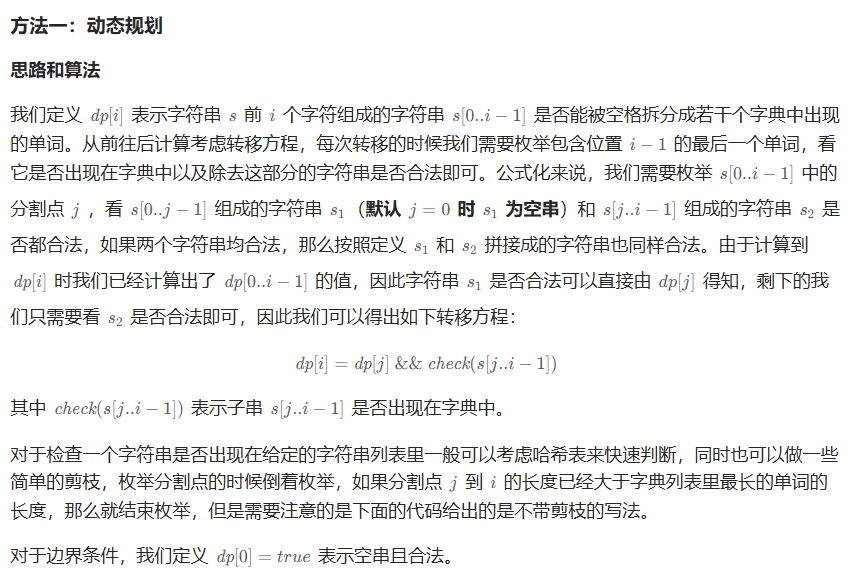 方法一：动态规划
思路和算法
我们定义 dp[i] 表示字符串 s 前 i 个字符组成的字符串 s[0..i − 1] 是否能被空格拆分成若干个字典中出现
的单词。从前往后计算考虑转移方程，每次转移的时候我们需要枚举包含位置 i − 1 的最后一个单词，看
它是否出现在字典中以及除去这部分的字符串是否合法即可。公式化来说，我们需要枚举 s[0..i − 1] 中的
分割点 j ，看 s[0..j − 1] 组成的字符串 s₁（默认 j = 0 时 s₁ 为空串）和 s[j..i − 1] 组成的字符串 s₂ 是
否都合法，如果两个字符串均合法，那么按照定义 s₁ 和 s₂ 拼接成的字符串也同样合法。由于计算到
dp[i] 时我们已经计算出了 dp[0..i − 1] 的值，因此字符串 s₁ 是否合法可以直接由 dp[j] 得知，剩下的我
们只需要看 s₂ 是否合法即可，因此我们可以得出如下转移方程：
dp[i] = dp[j] && check(s[j..i − 1])
其中 check(s[j..i − 1]) 表示子串 s[j..i − 1] 是否出现在字典中。
对于检查一个字符串是否出现在给定的字符串列表里一般可以考虑哈希表来快速判断，同时也可以做一些
简单的剪枝，枚举分割点的时候倒着枚举，如果分割点 j 到 i 的长度已经大于字典列表里最长的单词的
长度，那么就结束枚举，但是需要注意的是下面的代码给出的是不带剪枝的写法。
对于边界条件，我们定义 dp[0] = true 表示空串且合法。